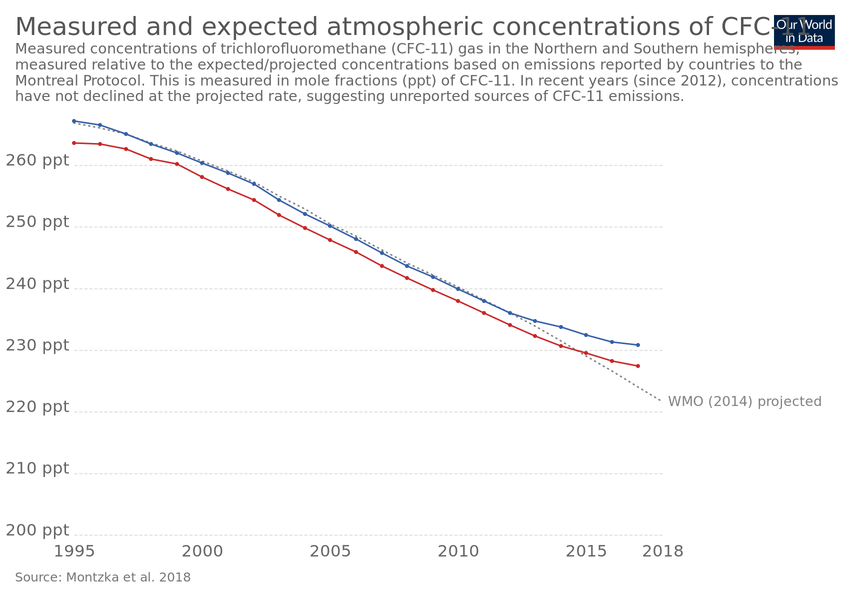 Measured and expected atmospheric concentrations of CFC-11
Our World
in Data
Measured concentrations of trichlorofluoromethane (CFC-11) gas in the Northern and Southern hemispheres,
measured relative to the expected/projected concentrations based on emissions reported by countries to the
Montreal Protocol. This is measured in mole fractions (ppt) of CFC-11. In recent years (since 2012), concentrations
have not declined at the projected rate, suggesting unreported sources of CFC-11 emissions.
260 ppt
250 ppt
240 ppt
230 ppt
220 ppt
210 ppt
200 ppt
WMO (2014) projected
1995 2000 2005 2010 2015 2018
Source: Montzka et al. 2018